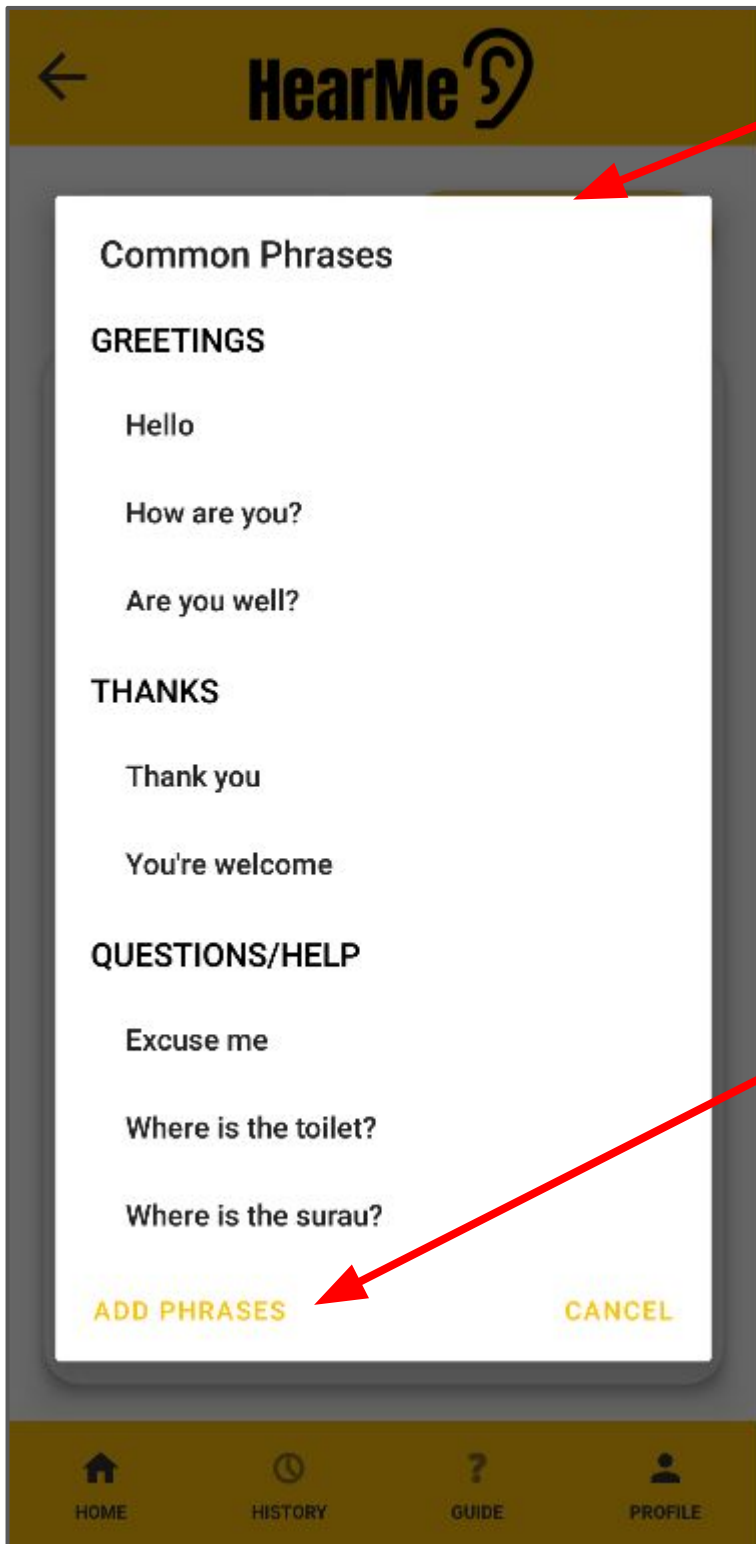 HearMe
Common Phrases
GREETINGS
Hello
How are you?
Are you well?
THANKS
Thank you
You're welcome
QUESTIONS/HELP
Excuse me
Where is the toilet?
Where is the surau?
ADD PHRASES CANCEL
HOME HISTORY GUIDE PROFILE